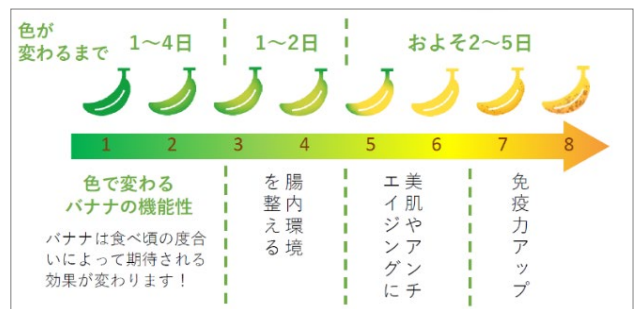 色が
変わるまで
1～4日
1～2日
およそ2～5日
1 2 3 4 5 6 7 8
色で変わる
バナナの機能性
バナナは食べ頃の度合
いによって期待される
効果が変わります！
腸内環境
を整える
美肌やアンチ
エイジングに
免疫力アップ